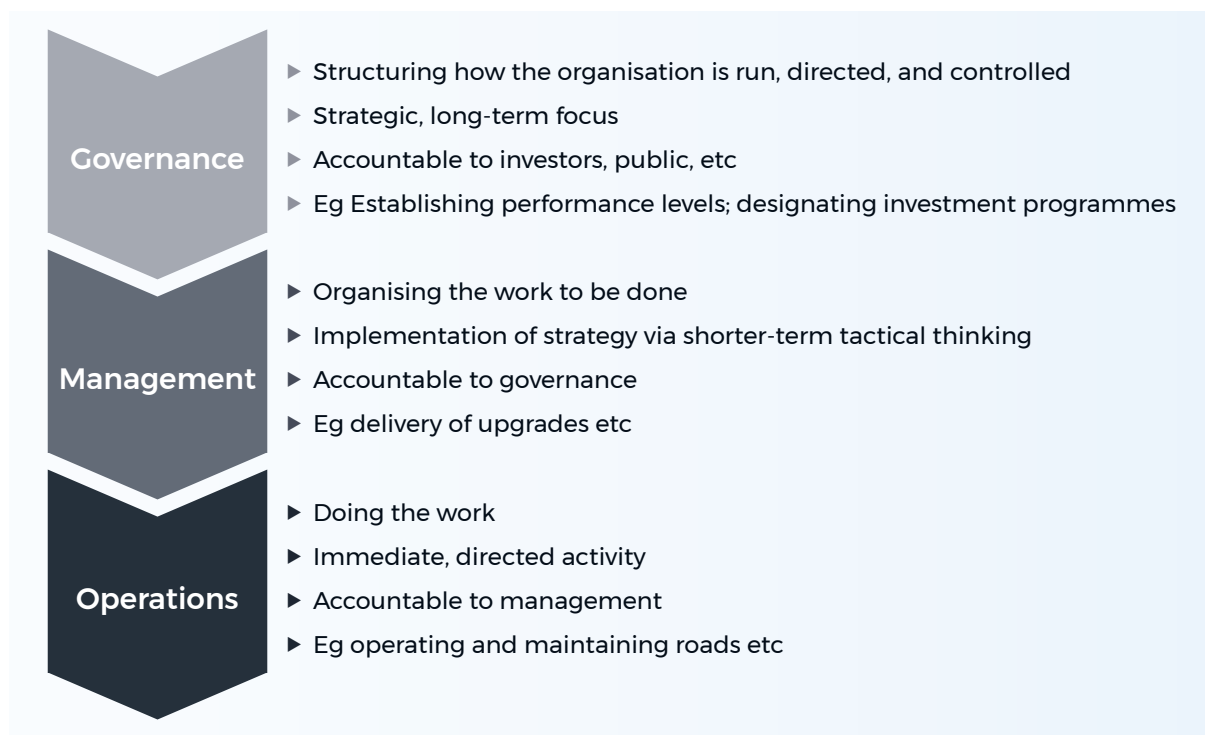 Governance
Structuring how the organisation is run, directed, and controlled
Strategic, long-term focus
Accountable to investors, public, etc
Eg Establishing performance levels; designating investment programmes
Management
Organising the work to be done
Implementation of strategy via shorter-term tactical thinking
Accountable to governance
Eg delivery of upgrades etc
Operations
Doing the work
Immediate, directed activity
Accountable to management
Eg operating and maintaining roads etc